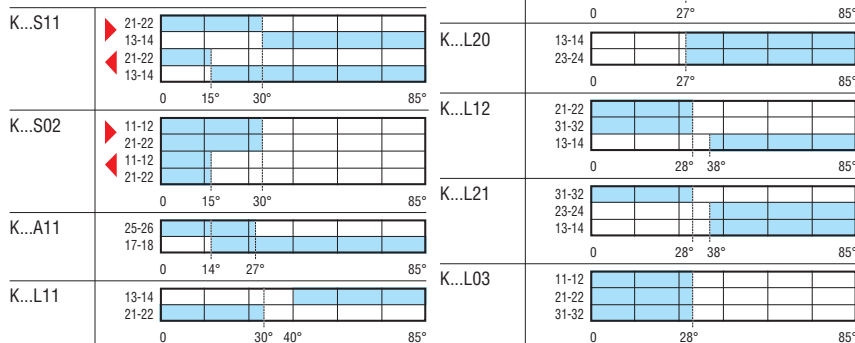 K...S11
21-22
13-14
21-22
13-14
0 15° 30° 85°
K...S02
11-12
21-22
11-12
21-22
0 15° 30° 85°
K...A11
25-26
17-18
0 14° 27° 85°
K...L11
13-14
21-22
0 30° 40° 85°
0 27° 85°
K...L20
13-14
23-24
0 27° 85°
K...L12
21-22
31-32
13-14
0 28° 38° 85°
K...L21
31-32
23-24
13-14
0 28° 38° 85°
K...L03
11-12
21-22
31-32
0 28° 85°